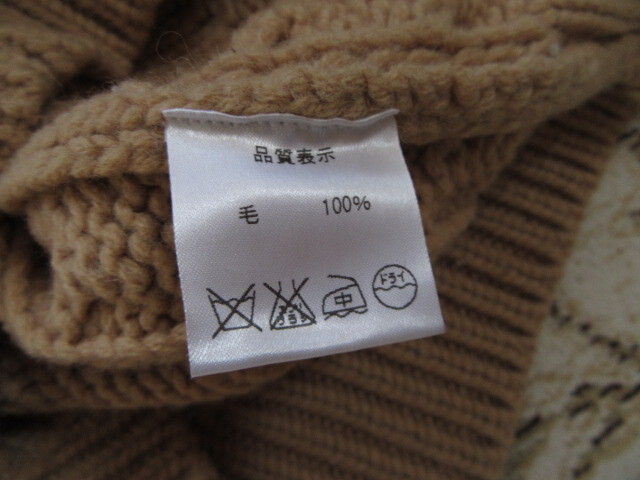 品質表示
毛 100%
中 ドライ